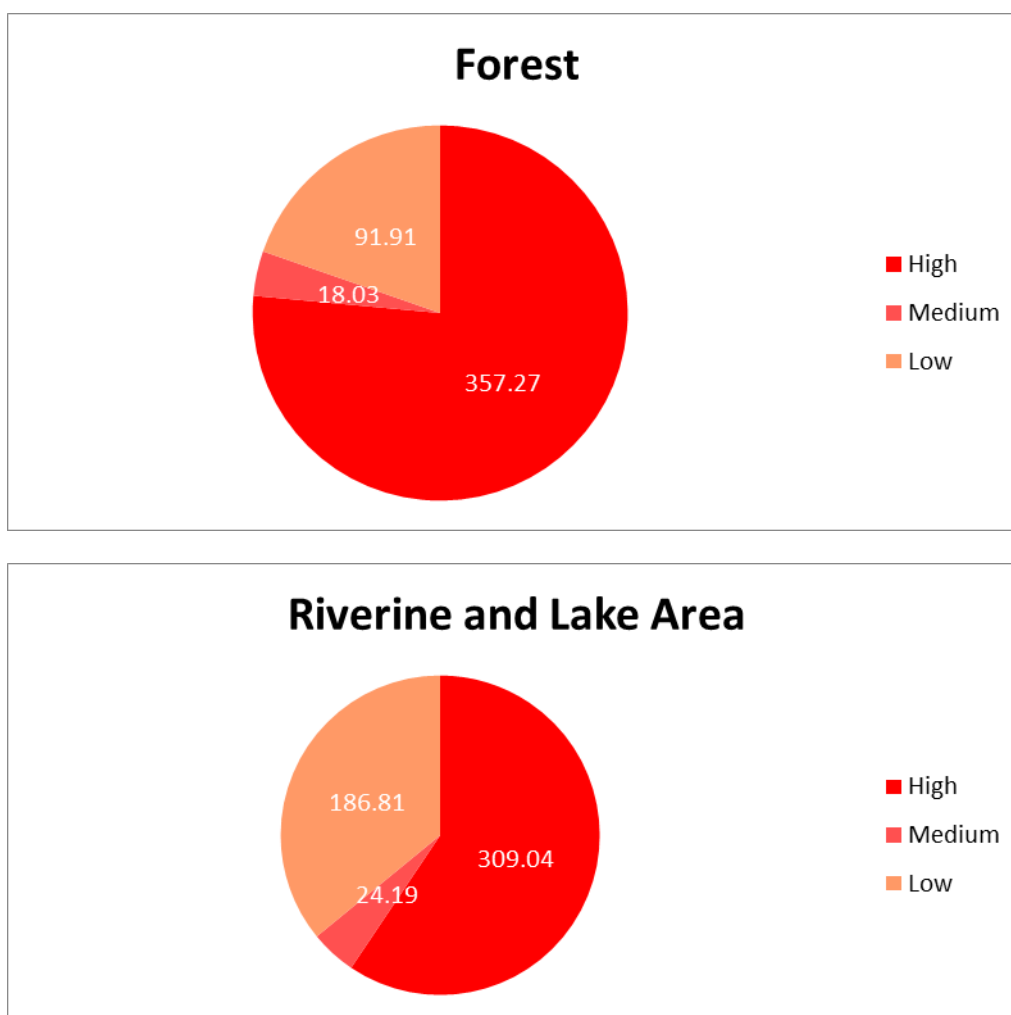 Forest
91.91
18.03
357.27
High
Medium
Low
Riverine and Lake Area
186.81
24.19
309.04
High
Medium
Low